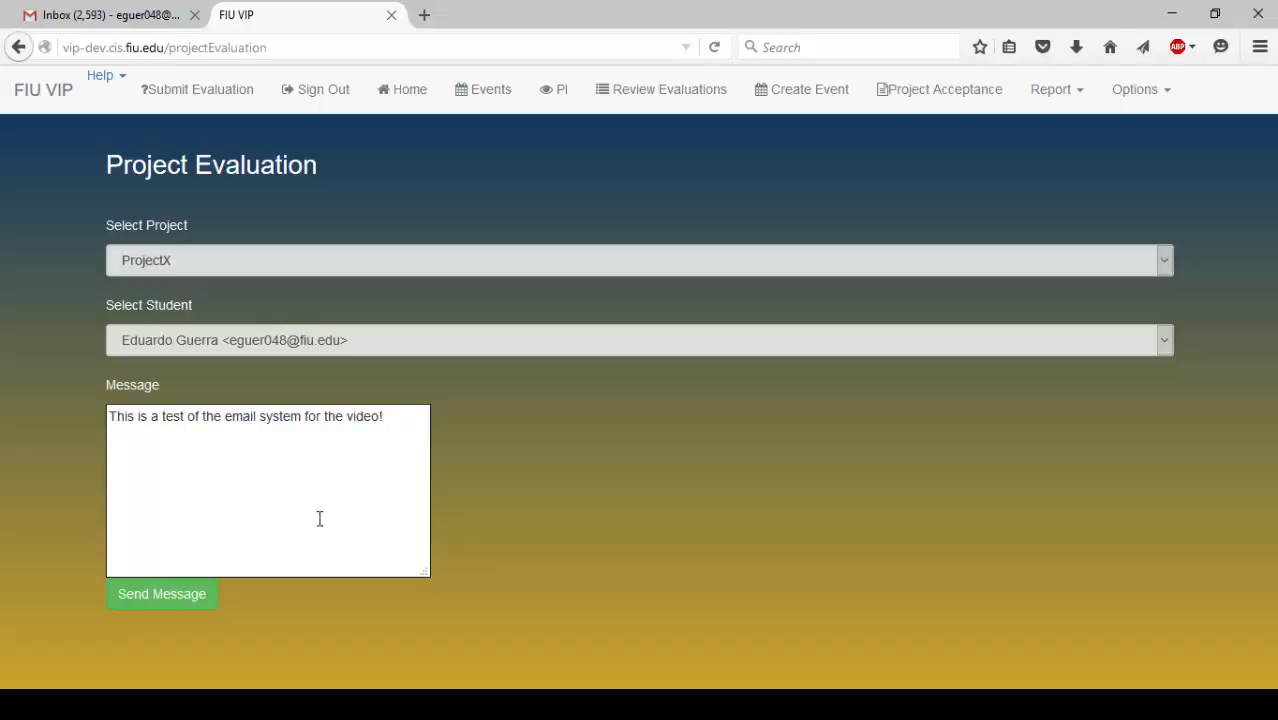 Inbox (2,593) - eguer048@...
FIU VIP
vip-dev.cis.fiu.edu/projectEvaluation
Search
ABP
FIU VIP
Help
?Submit Evaluation
Sign Out
Home
Events
PI
Review Evaluations
Create Event
Project Acceptance
Report
Options
Project Evaluation
Select Project
ProjectX
Select Student
Eduardo Guerra <eguer048@fiu.edu>
Message
This is a test of the email system for the video!
Send Message